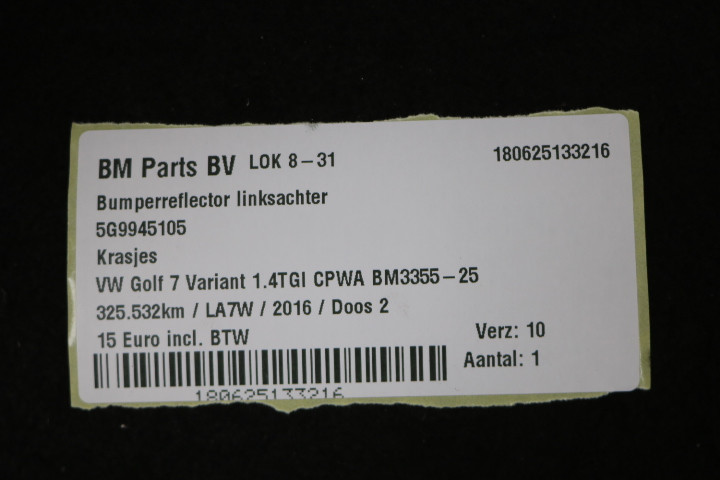 BM Parts BV LOK 8-31 180625133216
Bumperreflector linksachter
5G9945105
Krasjes
VW Golf 7 Variant 1.4TGI CPWA BM3355-25
325.532km / LA7W / 2016 / Doos 2
15 Euro incl. BTW Verz: 10
Aantal: 1
180625133216